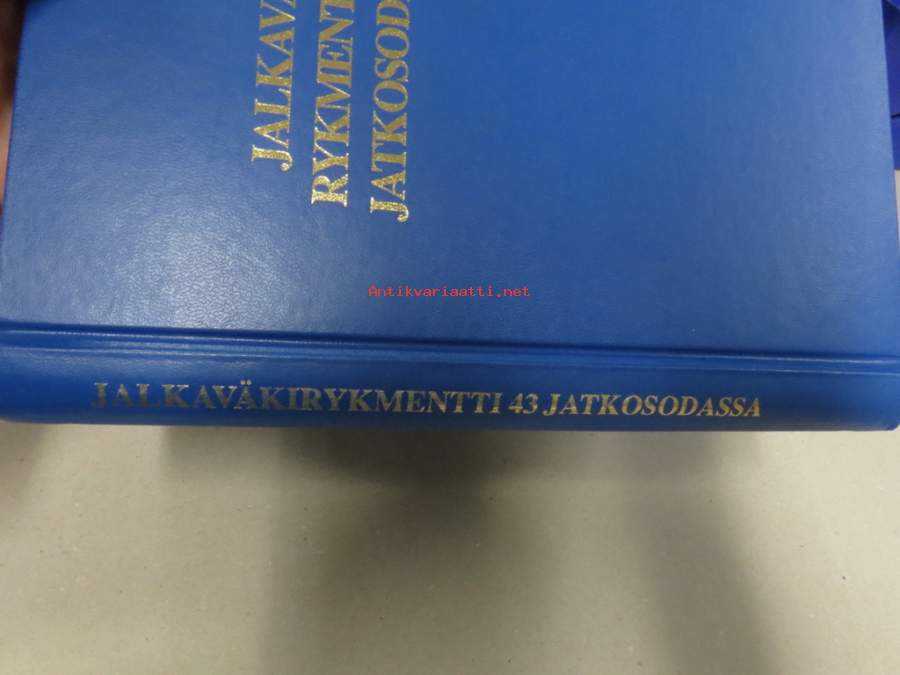 JALKAVÄ
RYKMENT
JATKOSOD
Antikvariaatti.net
JALKAVÄKIRYKMENTTI 43 JATKOSODASSA